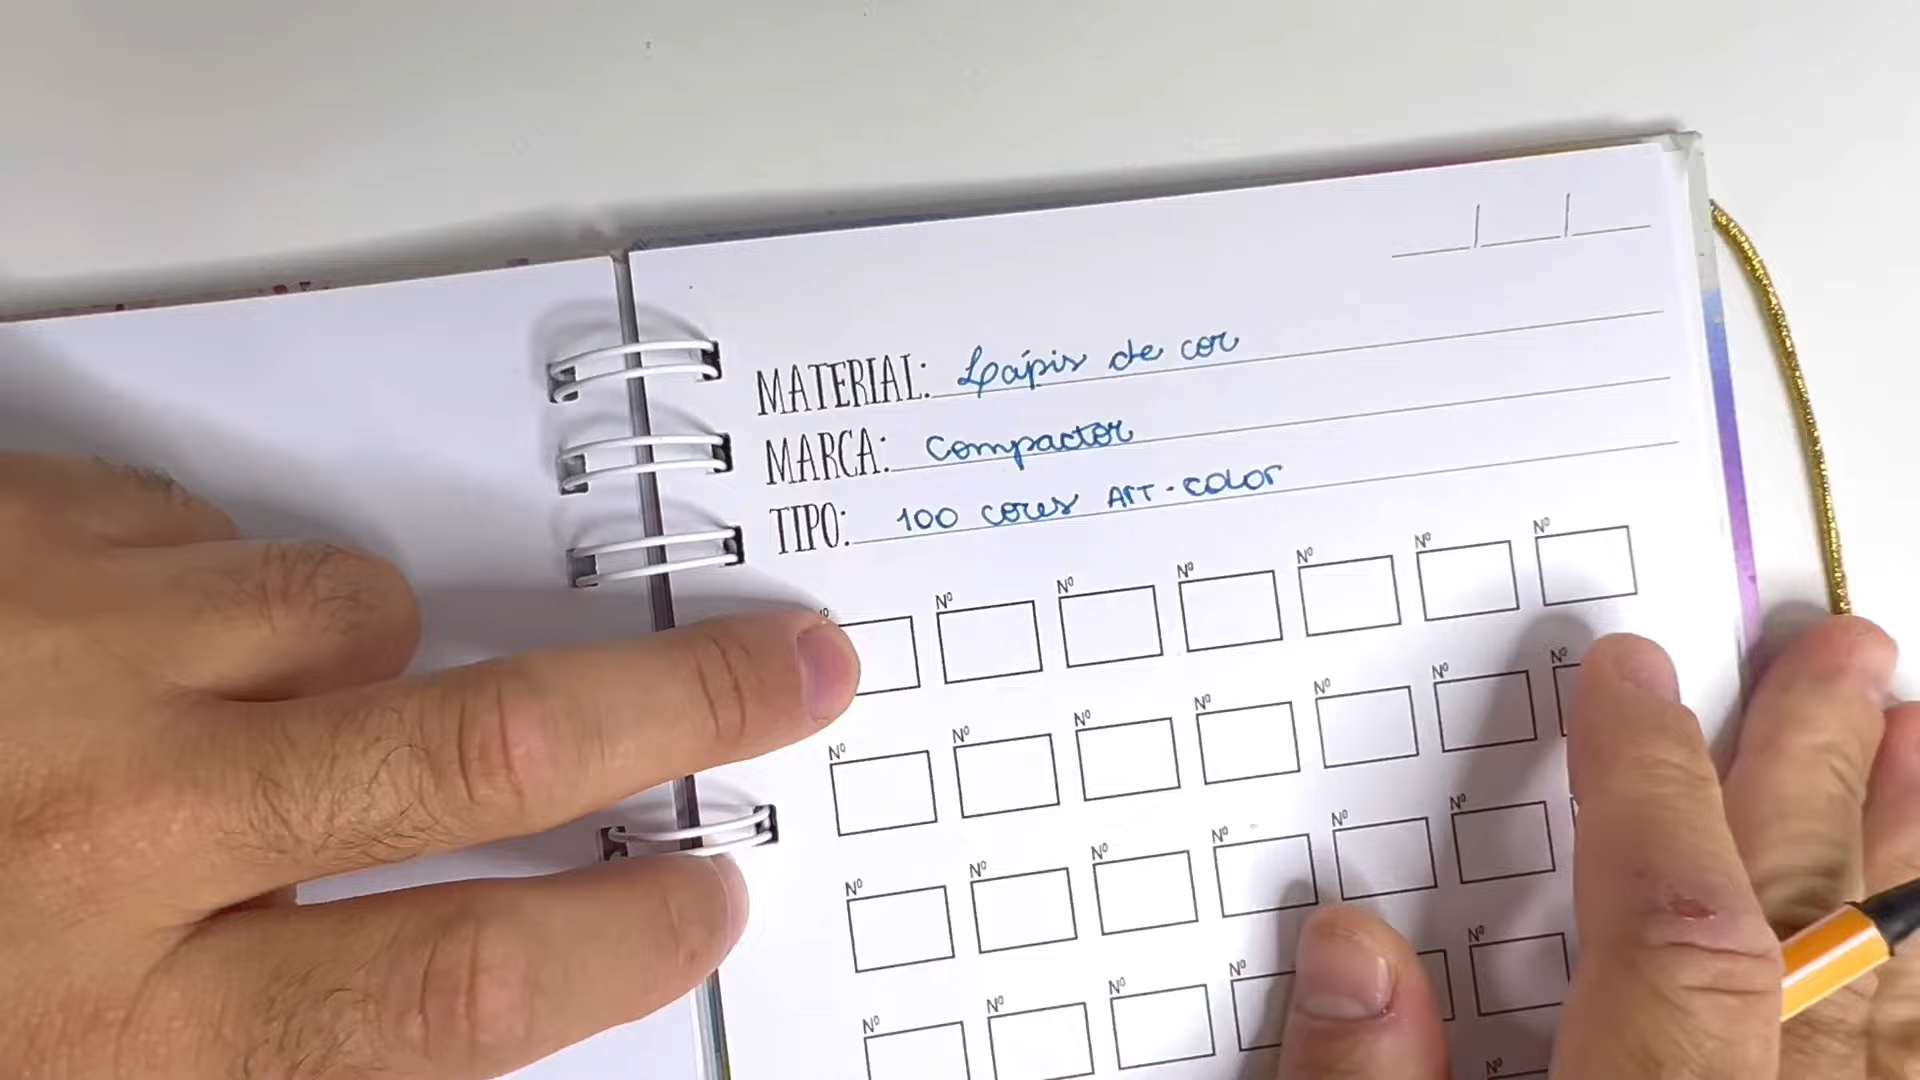 MATERIAL: Lápis de cor
MARCA: Compactor
TIPO: 100 cores Art-color
Nº Nº Nº Nº Nº Nº Nº
Nº Nº Nº Nº Nº Nº Nº
Nº Nº Nº Nº Nº Nº
Nº Nº Nº Nº Nº
Nº